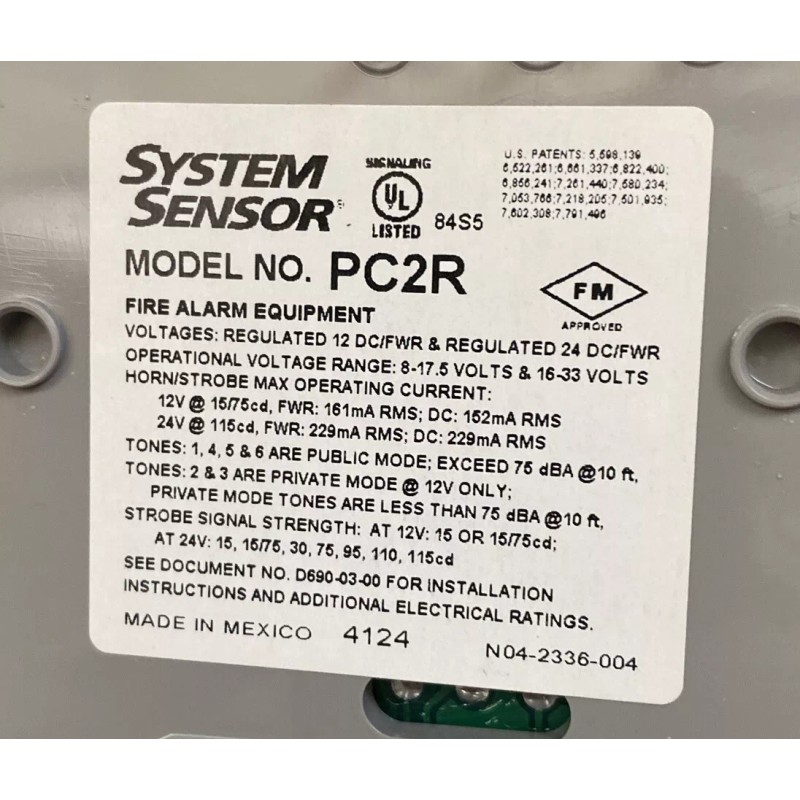 SYSTEM
SENSOR®
SIGNALING
UL
LISTED
84S5
U.S. PATENTS: 5,598,139
6,522,261;6,661,337;6,822,400;
6,856,241;7,261,440;7,580,234;
7,053,766;7,218,205;7,501,935;
7,602,308;7,791,496
MODEL NO. PC2R
FM
APPROVED
FIRE ALARM EQUIPMENT
VOLTAGES: REGULATED 12 DC/FWR & REGULATED 24 DC/FWR
OPERATIONAL VOLTAGE RANGE: 8-17.5 VOLTS & 16-33 VOLTS
HORN/STROBE MAX OPERATING CURRENT:
12V @ 15/75cd, FWR: 161mA RMS; DC: 152mA RMS
24V @ 115cd, FWR: 229mA RMS; DC: 229mA RMS
TONES: 1, 4, 5 & 6 ARE PUBLIC MODE; EXCEED 75 dBA @10 ft,
TONES: 2 & 3 ARE PRIVATE MODE @ 12V ONLY;
PRIVATE MODE TONES ARE LESS THAN 75 dBA @10 ft,
STROBE SIGNAL STRENGTH: AT 12V: 15 OR 15/75cd;
AT 24V: 15, 15/75, 30, 75, 95, 110, 115cd
SEE DOCUMENT NO. D690-03-00 FOR INSTALLATION
INSTRUCTIONS AND ADDITIONAL ELECTRICAL RATINGS.
MADE IN MEXICO 4124 N04-2336-004